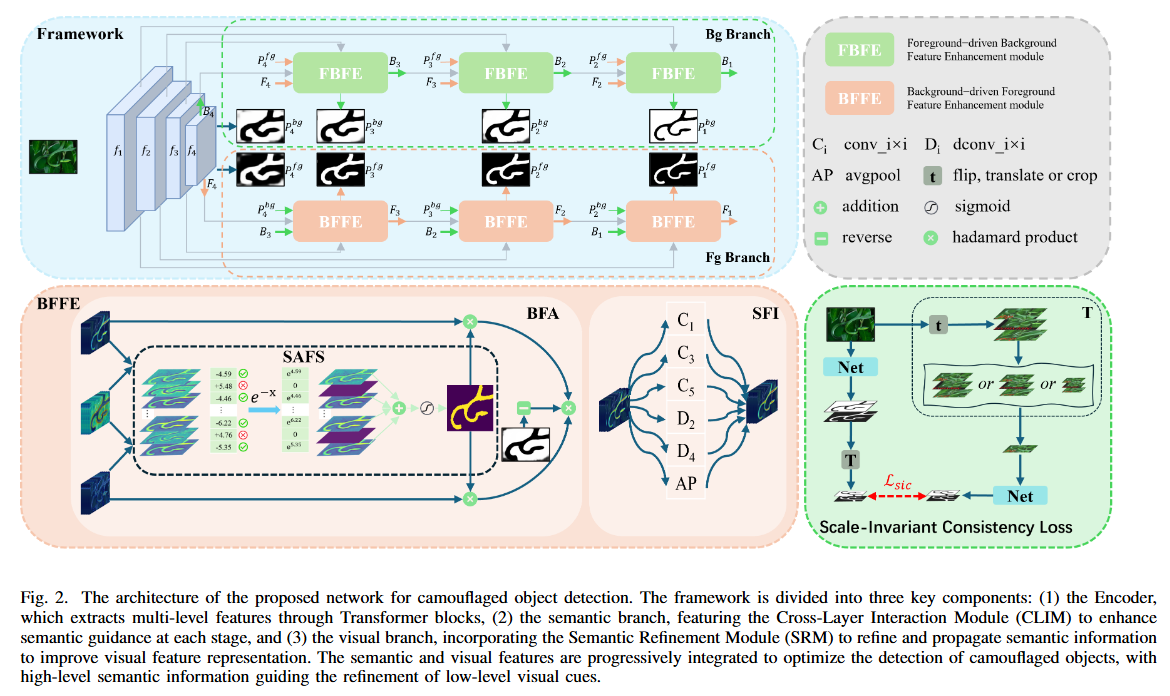 Framework
Bg Branch
P_4^{fg} F_4 FBFE B_3
P_3^{fg} F_3 FBFE B_2
P_2^{fg} F_2 FBFE B_1
B_4
P_4^{bg} P_3^{bg} P_2^{bg} P_1^{bg}
f_1 f_2 f_3 f_4
P_4^{fg} P_3^{fg} P_2^{fg} P_1^{fg}
F_4
P_4^{bg} B_3 BFFE F_3
P_3^{bg} B_2 BFFE F_2
P_2^{bg} B_1 BFFE F_1
Fg Branch
FBFE Foreground–driven Background
Feature Enhancement module
BFFE Background–driven Foreground
Feature Enhancement module
C_i conv_i×i D_i dconv_i×i
AP avgpool t flip, translate or crop
addition sigmoid
reverse hadamard product
BFFE
BFA
SAFS
-4.59 e^{4.59}
+5.48 0
-4.46 e^{4.46}
e^{-x}
-6.22 e^{6.22}
+4.76 0
-5.35 e^{5.35}
SFI
C_1
C_3
C_5
D_2
D_4
AP
T
t
Net
or or
T
ℒ_{sic}
Net
Scale-Invariant Consistency Loss
Fig. 2. The architecture of the proposed network for camouflaged object detection. The framework is divided into three key components: (1) the Encoder,
which extracts multi-level features through Transformer blocks, (2) the semantic branch, featuring the Cross-Layer Interaction Module (CLIM) to enhance
semantic guidance at each stage, and (3) the visual branch, incorporating the Semantic Refinement Module (SRM) to refine and propagate semantic information
to improve visual feature representation. The semantic and visual features are progressively integrated to optimize the detection of camouflaged objects, with
high-level semantic information guiding the refinement of low-level visual cues.